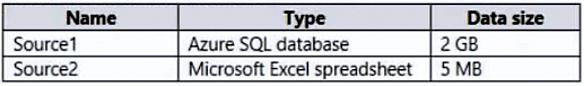 Name Type Data size
Source1 Azure SQL database 2 GB
Source2 Microsoft Excel spreadsheet 5 MB